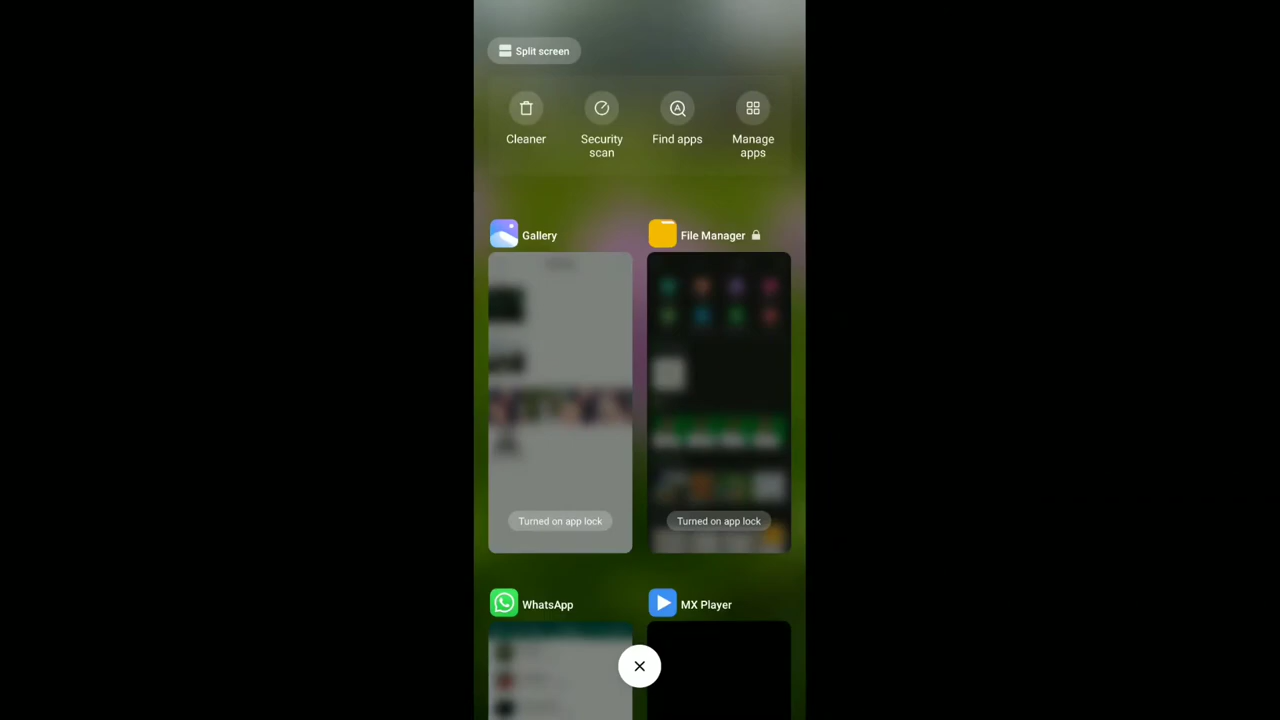 Split screen
Cleaner
Security
scan
Find apps
Manage
apps
Gallery
File Manager
Turned on app lock
Turned on app lock
WhatsApp
MX Player